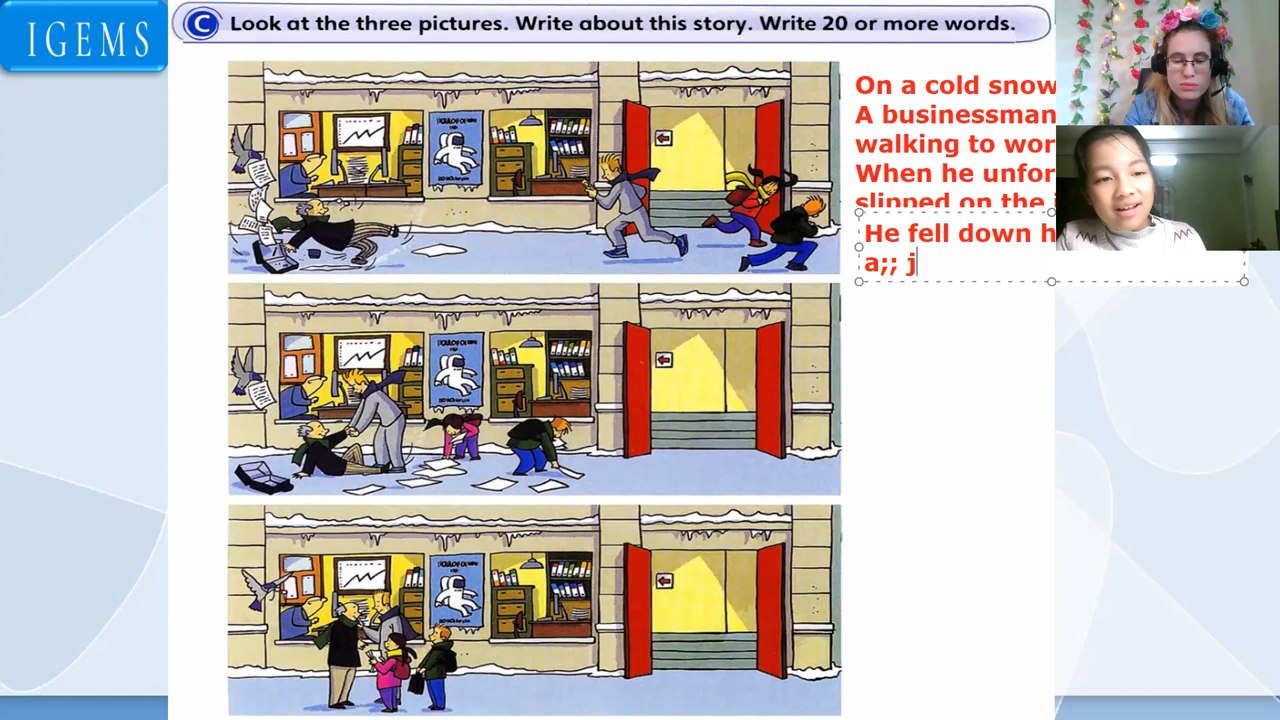 IGEMS
C Look at the three pictures. Write about this story. Write 20 or more words.
On a cold snow
A businessman
walking to wor
When he unfor
slipped on the i
He fell down h
a;; j